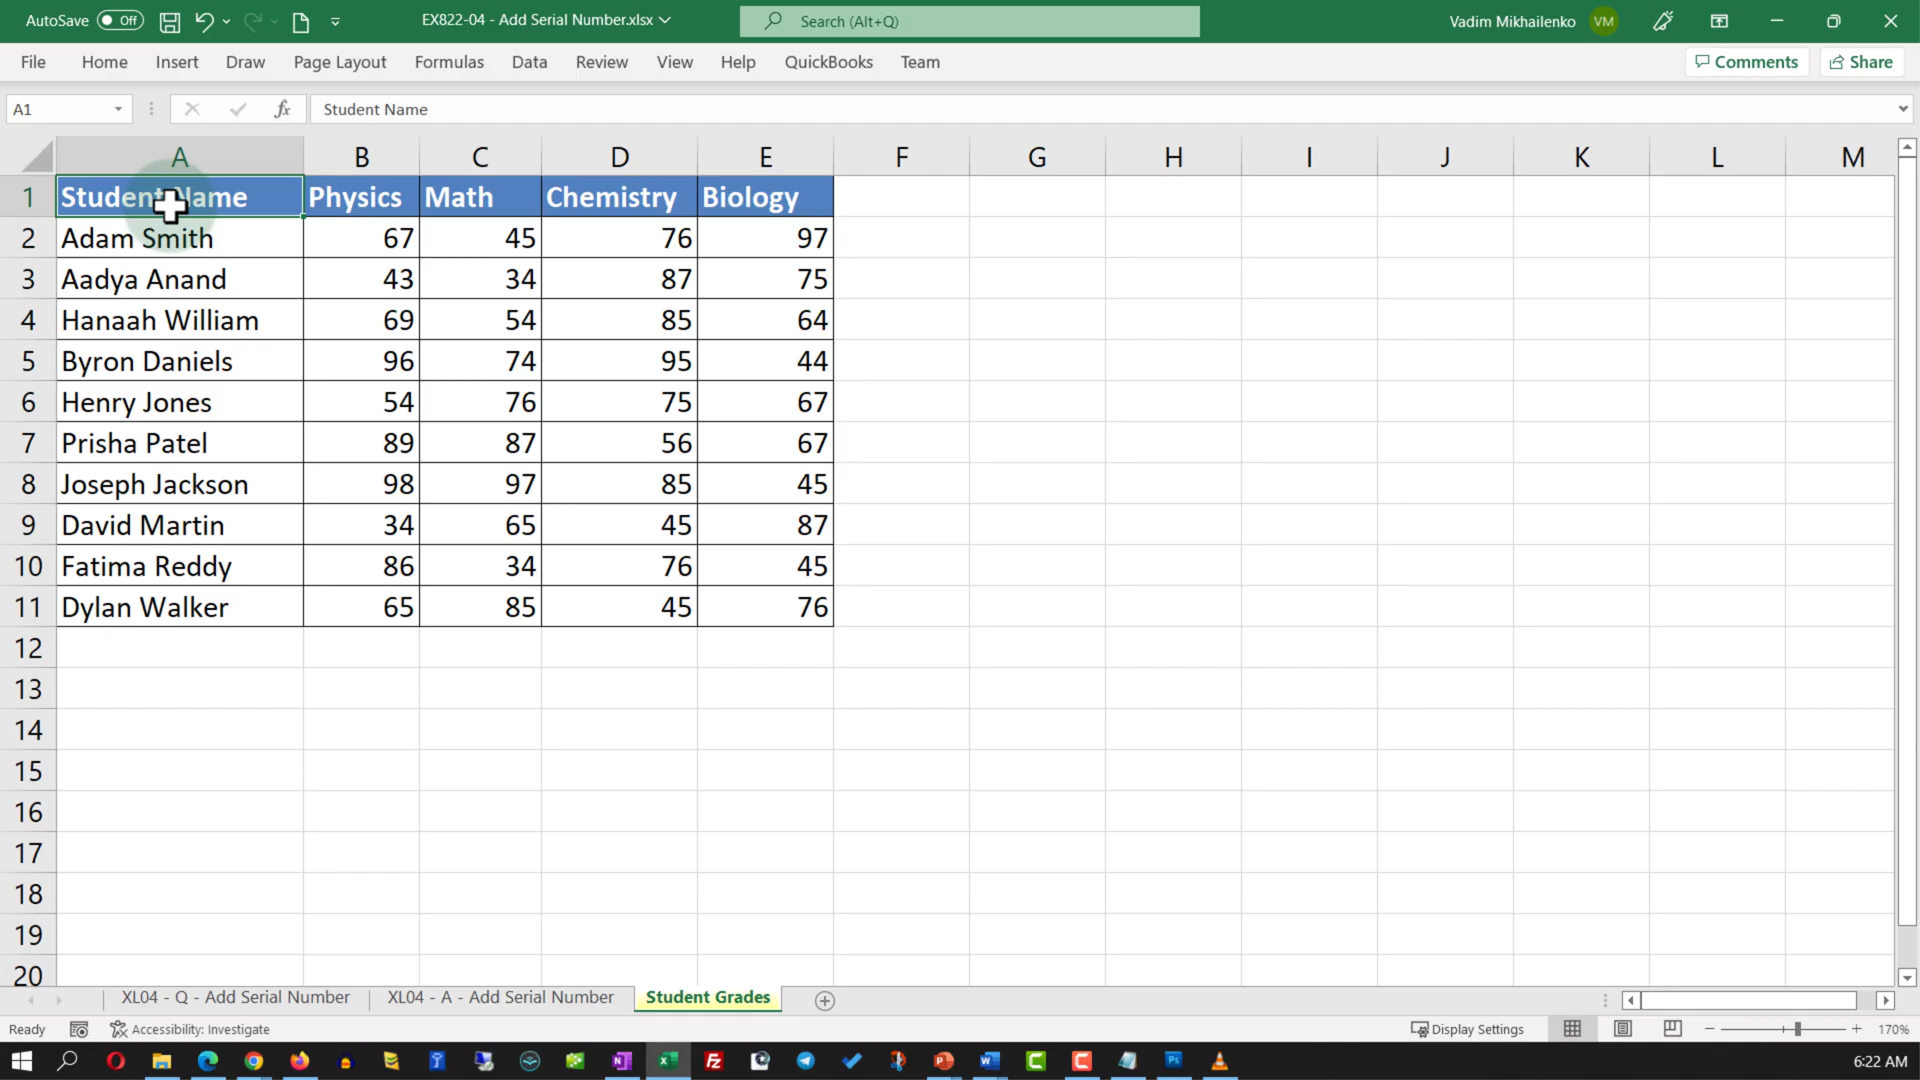 AutoSave Off
EX822-04 - Add Serial Number.xlsx
Search (Alt+Q)
Vadim Mikhailenko VM
File Home Insert Draw Page Layout Formulas Data Review View Help QuickBooks Team
Comments Share
A1 fx Student Name
A B C D E F G H I J K L M
1 Student Name Physics Math Chemistry Biology
2 Adam Smith 67 45 76 97
3 Aadya Anand 43 34 87 75
4 Hanaah William 69 54 85 64
5 Byron Daniels 96 74 95 44
6 Henry Jones 54 76 75 67
7 Prisha Patel 89 87 56 67
8 Joseph Jackson 98 97 85 45
9 David Martin 34 65 45 87
10 Fatima Reddy 86 34 76 45
11 Dylan Walker 65 85 45 76
12
13
14
15
16
17
18
19
20
XL04 - Q - Add Serial Number XL04 - A - Add Serial Number Student Grades
Ready Accessibility: Investigate Display Settings 170%
6:22 AM